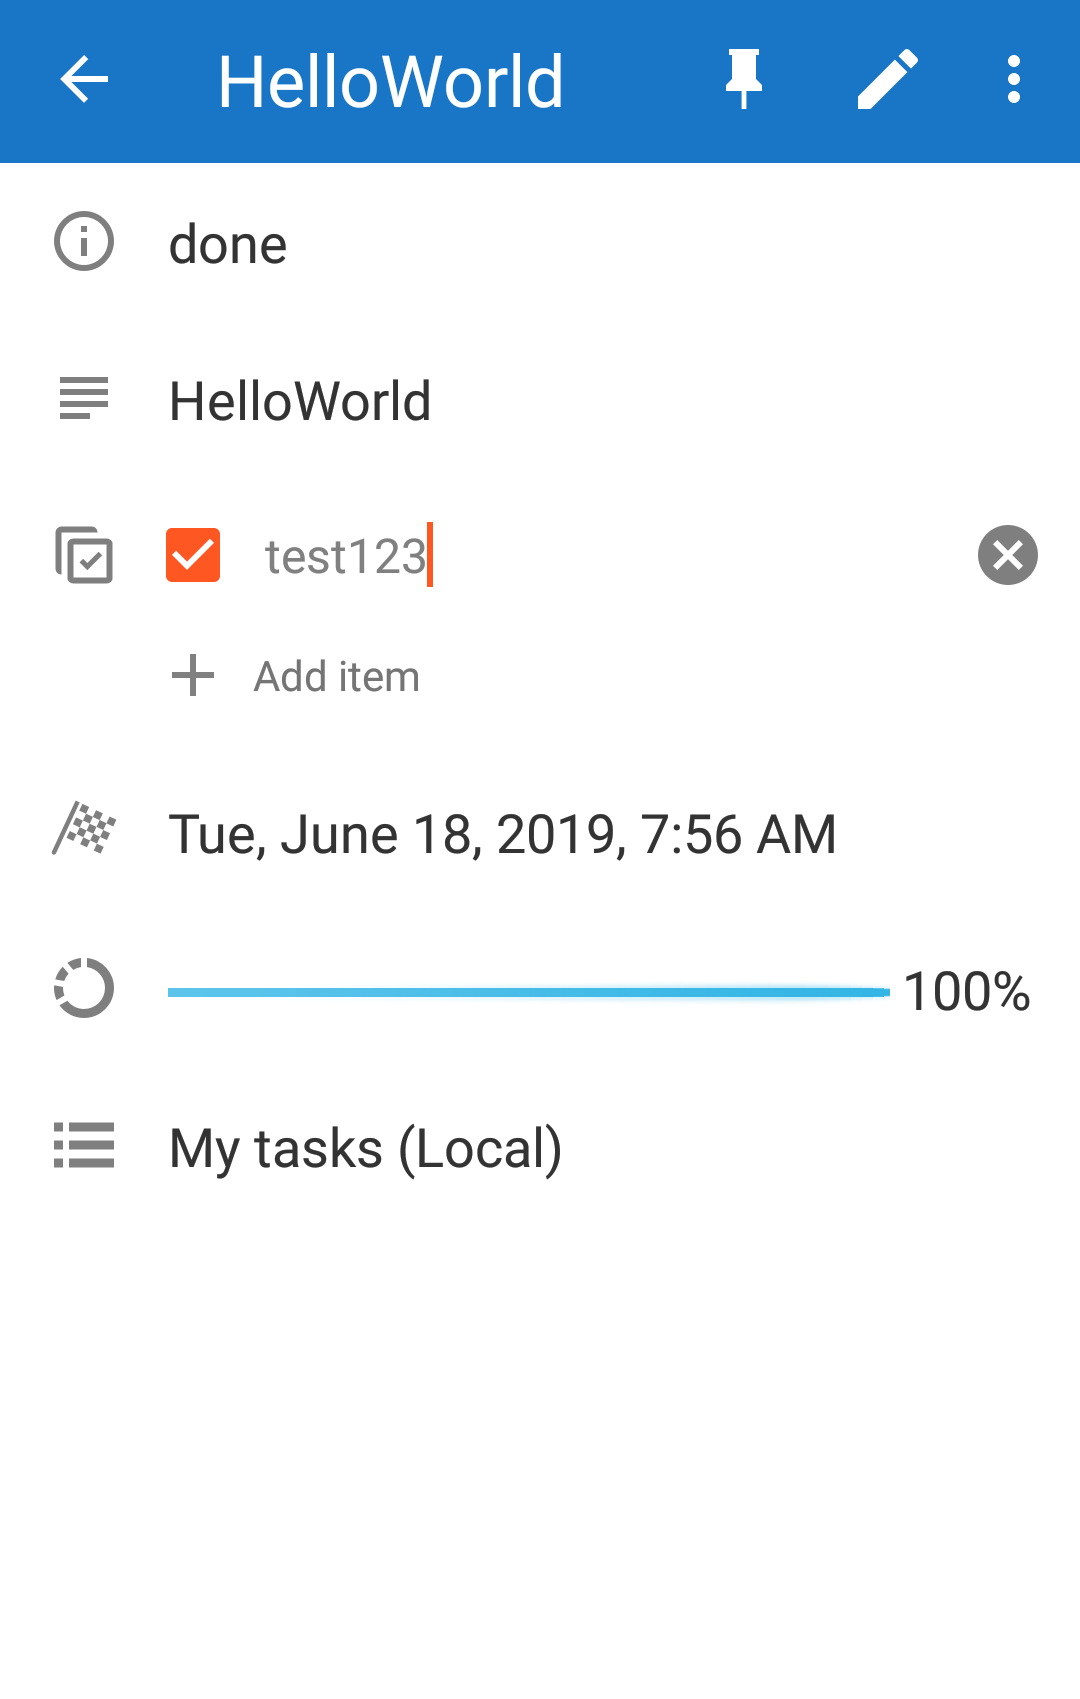 HelloWorld
done
HelloWorld
test123
Add item
Tue, June 18, 2019, 7:56 AM
100%
My tasks (Local)